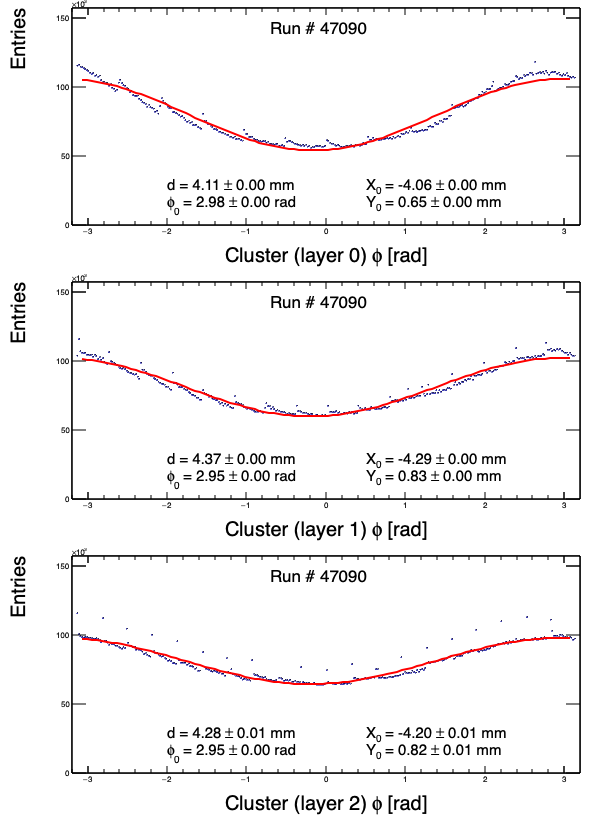 ×10²
Entries
150
100
50
0
Run # 47090
d = 4.11 ± 0.00 mm
X₀ = -4.06 ± 0.00 mm
ϕ₀ = 2.98 ± 0.00 rad
Y₀ = 0.65 ± 0.00 mm
−3 −2 −1 0 1 2 3
Cluster (layer 0) ϕ [rad]
×10²
Entries
150
100
50
0
Run # 47090
d = 4.37 ± 0.00 mm
X₀ = -4.29 ± 0.00 mm
ϕ₀ = 2.95 ± 0.00 rad
Y₀ = 0.83 ± 0.00 mm
−3 −2 −1 0 1 2 3
Cluster (layer 1) ϕ [rad]
×10²
Entries
150
100
50
0
Run # 47090
d = 4.28 ± 0.01 mm
X₀ = -4.20 ± 0.01 mm
ϕ₀ = 2.95 ± 0.00 rad
Y₀ = 0.82 ± 0.01 mm
−3 −2 −1 0 1 2 3
Cluster (layer 2) ϕ [rad]